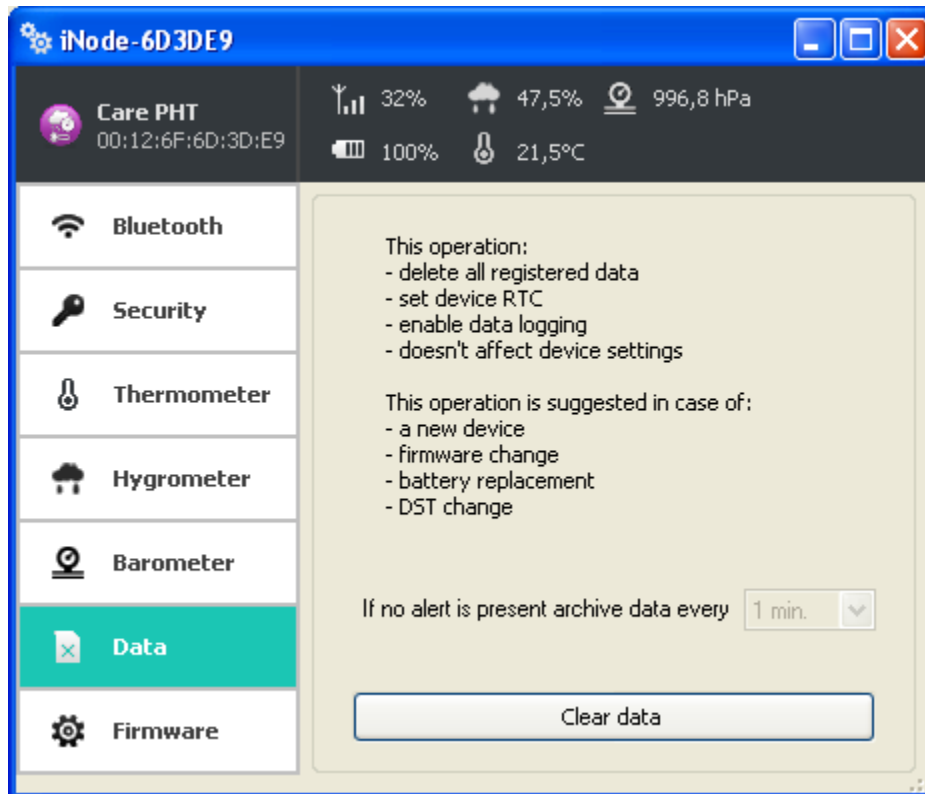 iNode-6D3DE9
Care PHT
00:12:6F:6D:3D:E9
32% 47,5% 996,8 hPa
100% 21,5°C
Bluetooth
Security
Thermometer
Hygrometer
Barometer
Data
Firmware
This operation:
- delete all registered data
- set device RTC
- enable data logging
- doesn't affect device settings
This operation is suggested in case of:
- a new device
- firmware change
- battery replacement
- DST change
If no alert is present archive data every 1 min.
Clear data